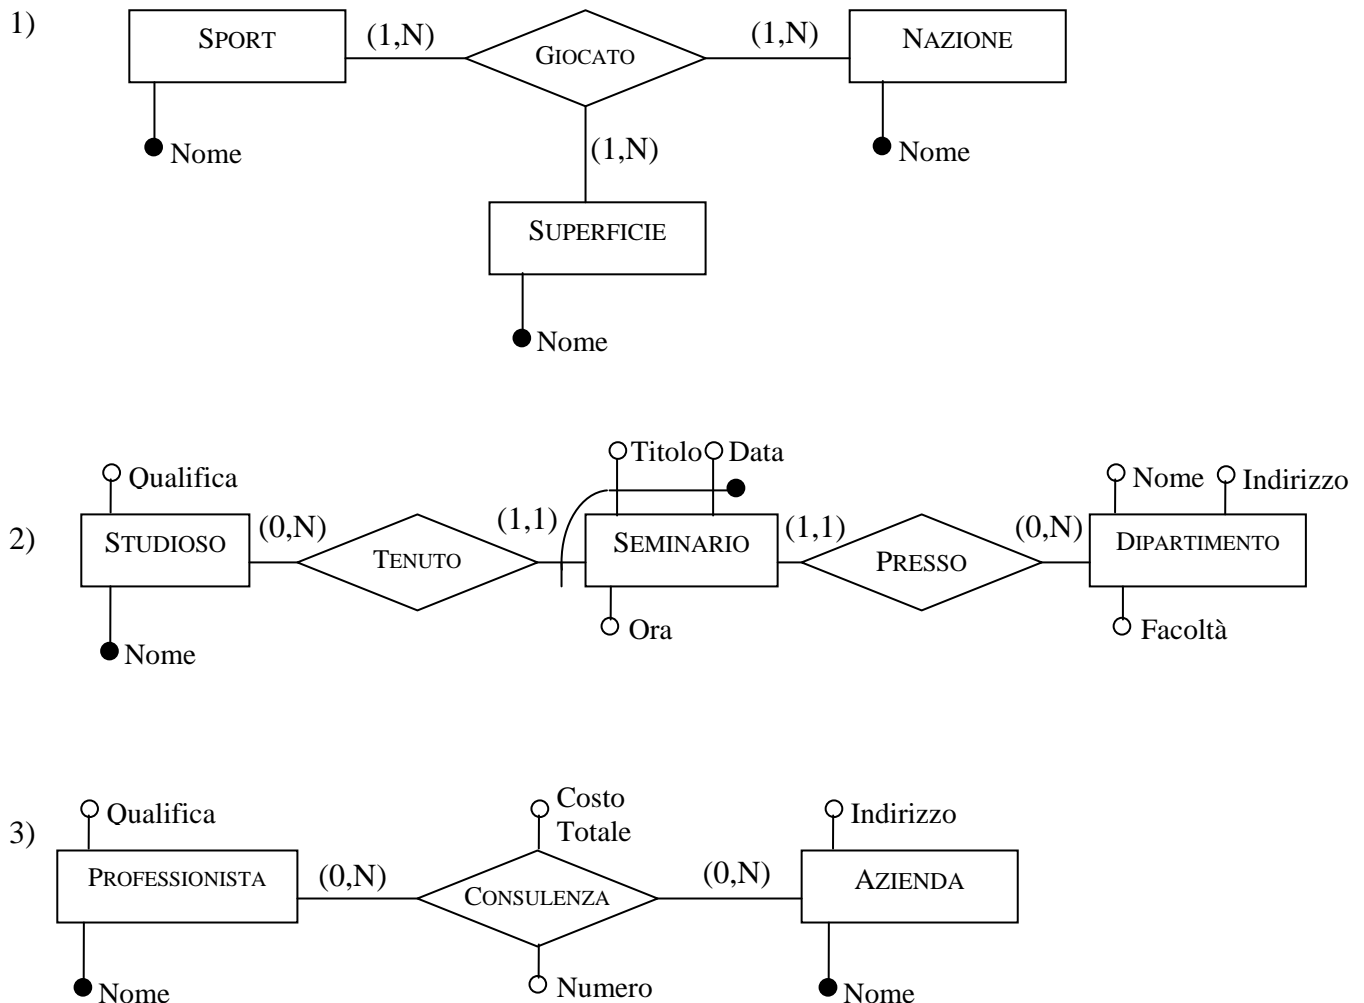 1)
SPORT (1,N) GIOCATO (1,N) NAZIONE
Nome (1,N) Nome
SUPERFICIE
Nome
Titolo Data
Qualifica Nome Indirizzo
2) STUDIOSO (0,N) TENUTO (1,1) SEMINARIO (1,1) PRESSO (0,N) DIPARTIMENTO
Ora Facoltà
Nome
Qualifica Costo Indirizzo
3) Totale
PROFESSIONISTA (0,N) CONSULENZA (0,N) AZIENDA
Nome Numero Nome